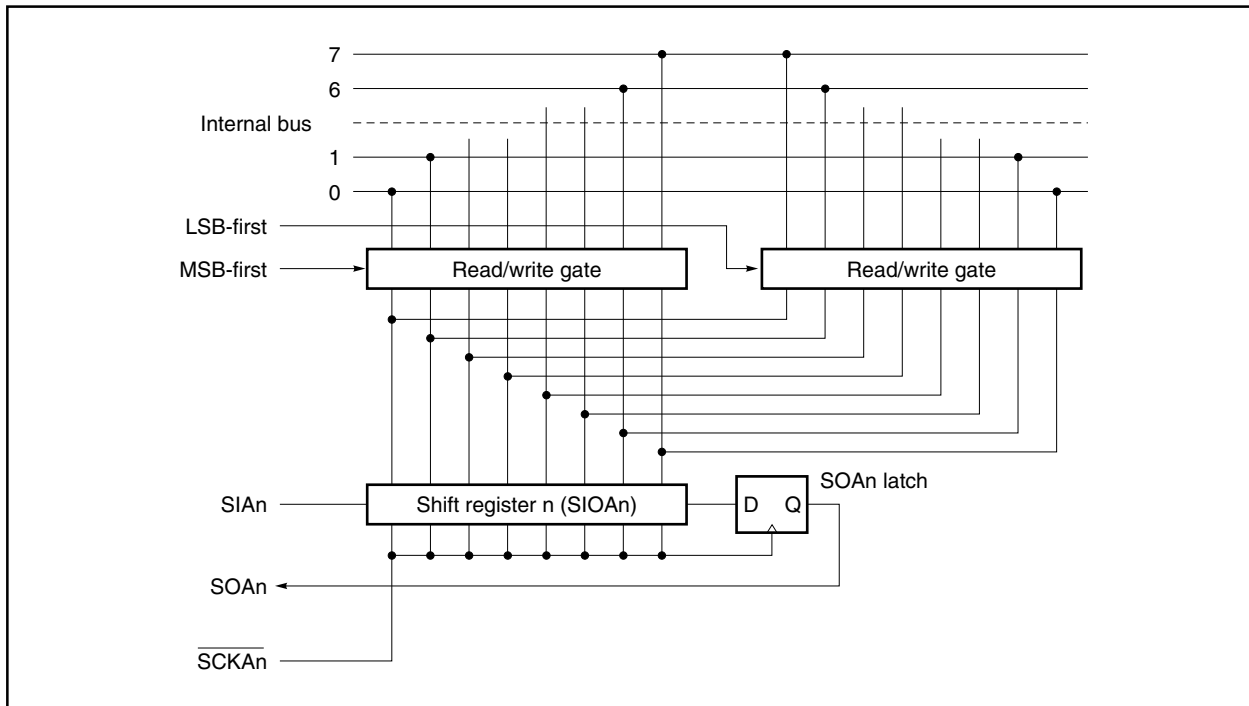 7
6
Internal bus
1
0
LSB-first
MSB-first
Read/write gate
Read/write gate
SOAn latch
SIAn
Shift register n (SIOAn)
D Q
SOAn
SCKAn